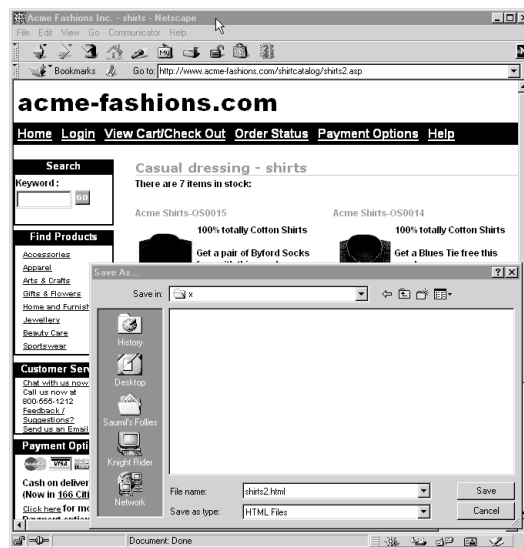 Acme Fashions Inc. - shirts - Netscape
File Edit View Go Communicator Help
Bookmarks Go to: http://www.acme-fashions.com/shirtcatalog/shirts2.asp
acme-fashions.com
Home Login View Cart/Check Out Order Status Payment Options Help
Search
Keyword :
GO
Casual dressing - shirts
There are 7 items in stock:
Acme Shirts-OS0015
Acme Shirts-OS0014
100% totally Cotton Shirts
100% totally Cotton Shirts
Get a pair of Byford Socks
Get a Blues Tie free this
Find Products
Accessories
Apparel
Arts & Crafts
Gifts & Flowers
Home and Furnish
Jewellery
Beauty Care
Sportswear
Customer Serv
Chat with us now
Call us now at
800-555-1212
Feedback /
Suggestions?
Send us an Email
Payment Opti
VISA
Cash on deliver
(Now in 166 Citi
Click here for mo
Save As...
Save in: x
History
Desktop
Saumil's Follies
Knight Rider
Network
File name: shirts2.html
Save
Save as type: HTML Files
Cancel
Document: Done